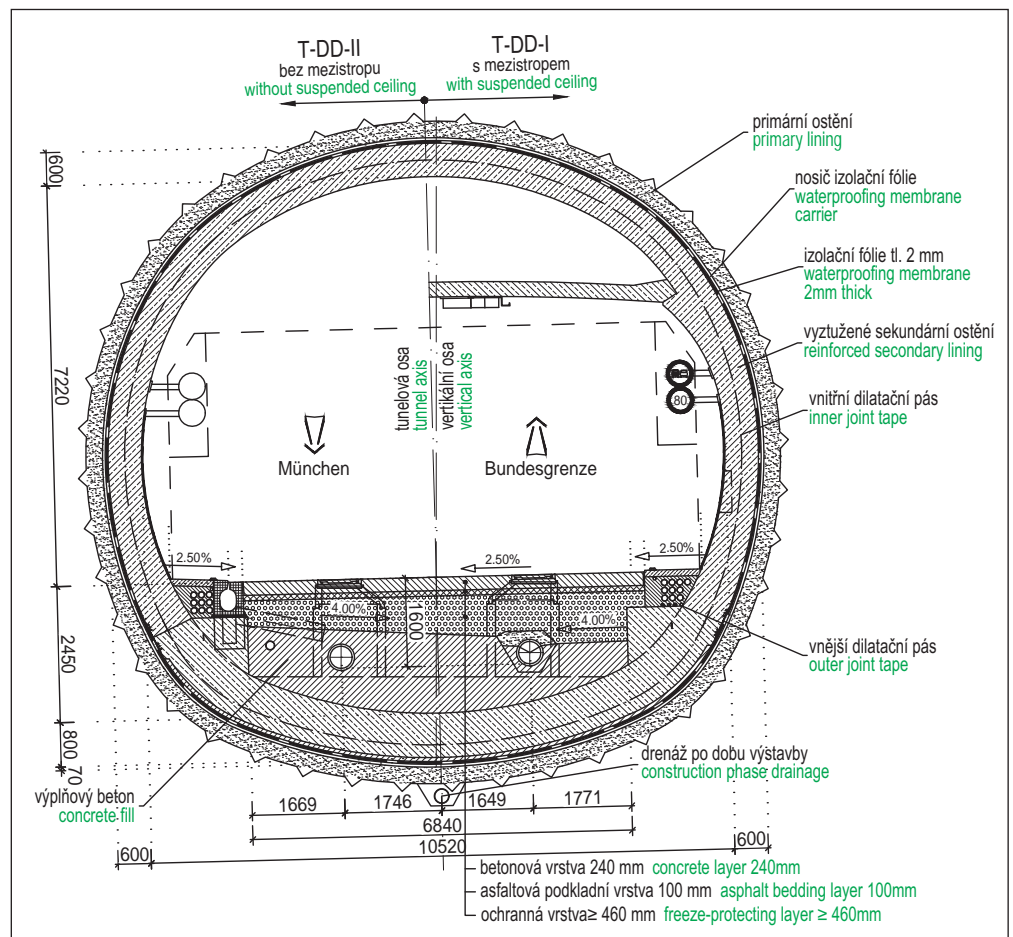 T-DD-II
bez mezistropu
without suspended ceiling
T-DD-I
s mezistropem
with suspended ceiling
primární ostění
primary lining
nosič izolační fólie
waterproofing membrane
carrier
izolační fólie tl. 2 mm
waterproofing membrane
2mm thick
vyztužené sekundární ostění
reinforced secondary lining
vnitřní dilatační pás
inner joint tape
vnější dilatační pás
outer joint tape
drenáž po dobu výstavby
construction phase drainage
výplňový beton
concrete fill
tunelová osa
tunnel axis
vertikální osa
vertical axis
München
Bundesgrenze
80
2.50%
2.50%
2.50%
4.00%
4.00%
1600
600
7220
2450
800
70
1669
1746
1649
1771
6840
10520
600
600
betonová vrstva 240 mm concrete layer 240mm
asfaltová podkladní vrstva 100 mm asphalt bedding layer 100mm
ochranná vrstva≥ 460 mm freeze-protecting layer ≥ 460mm